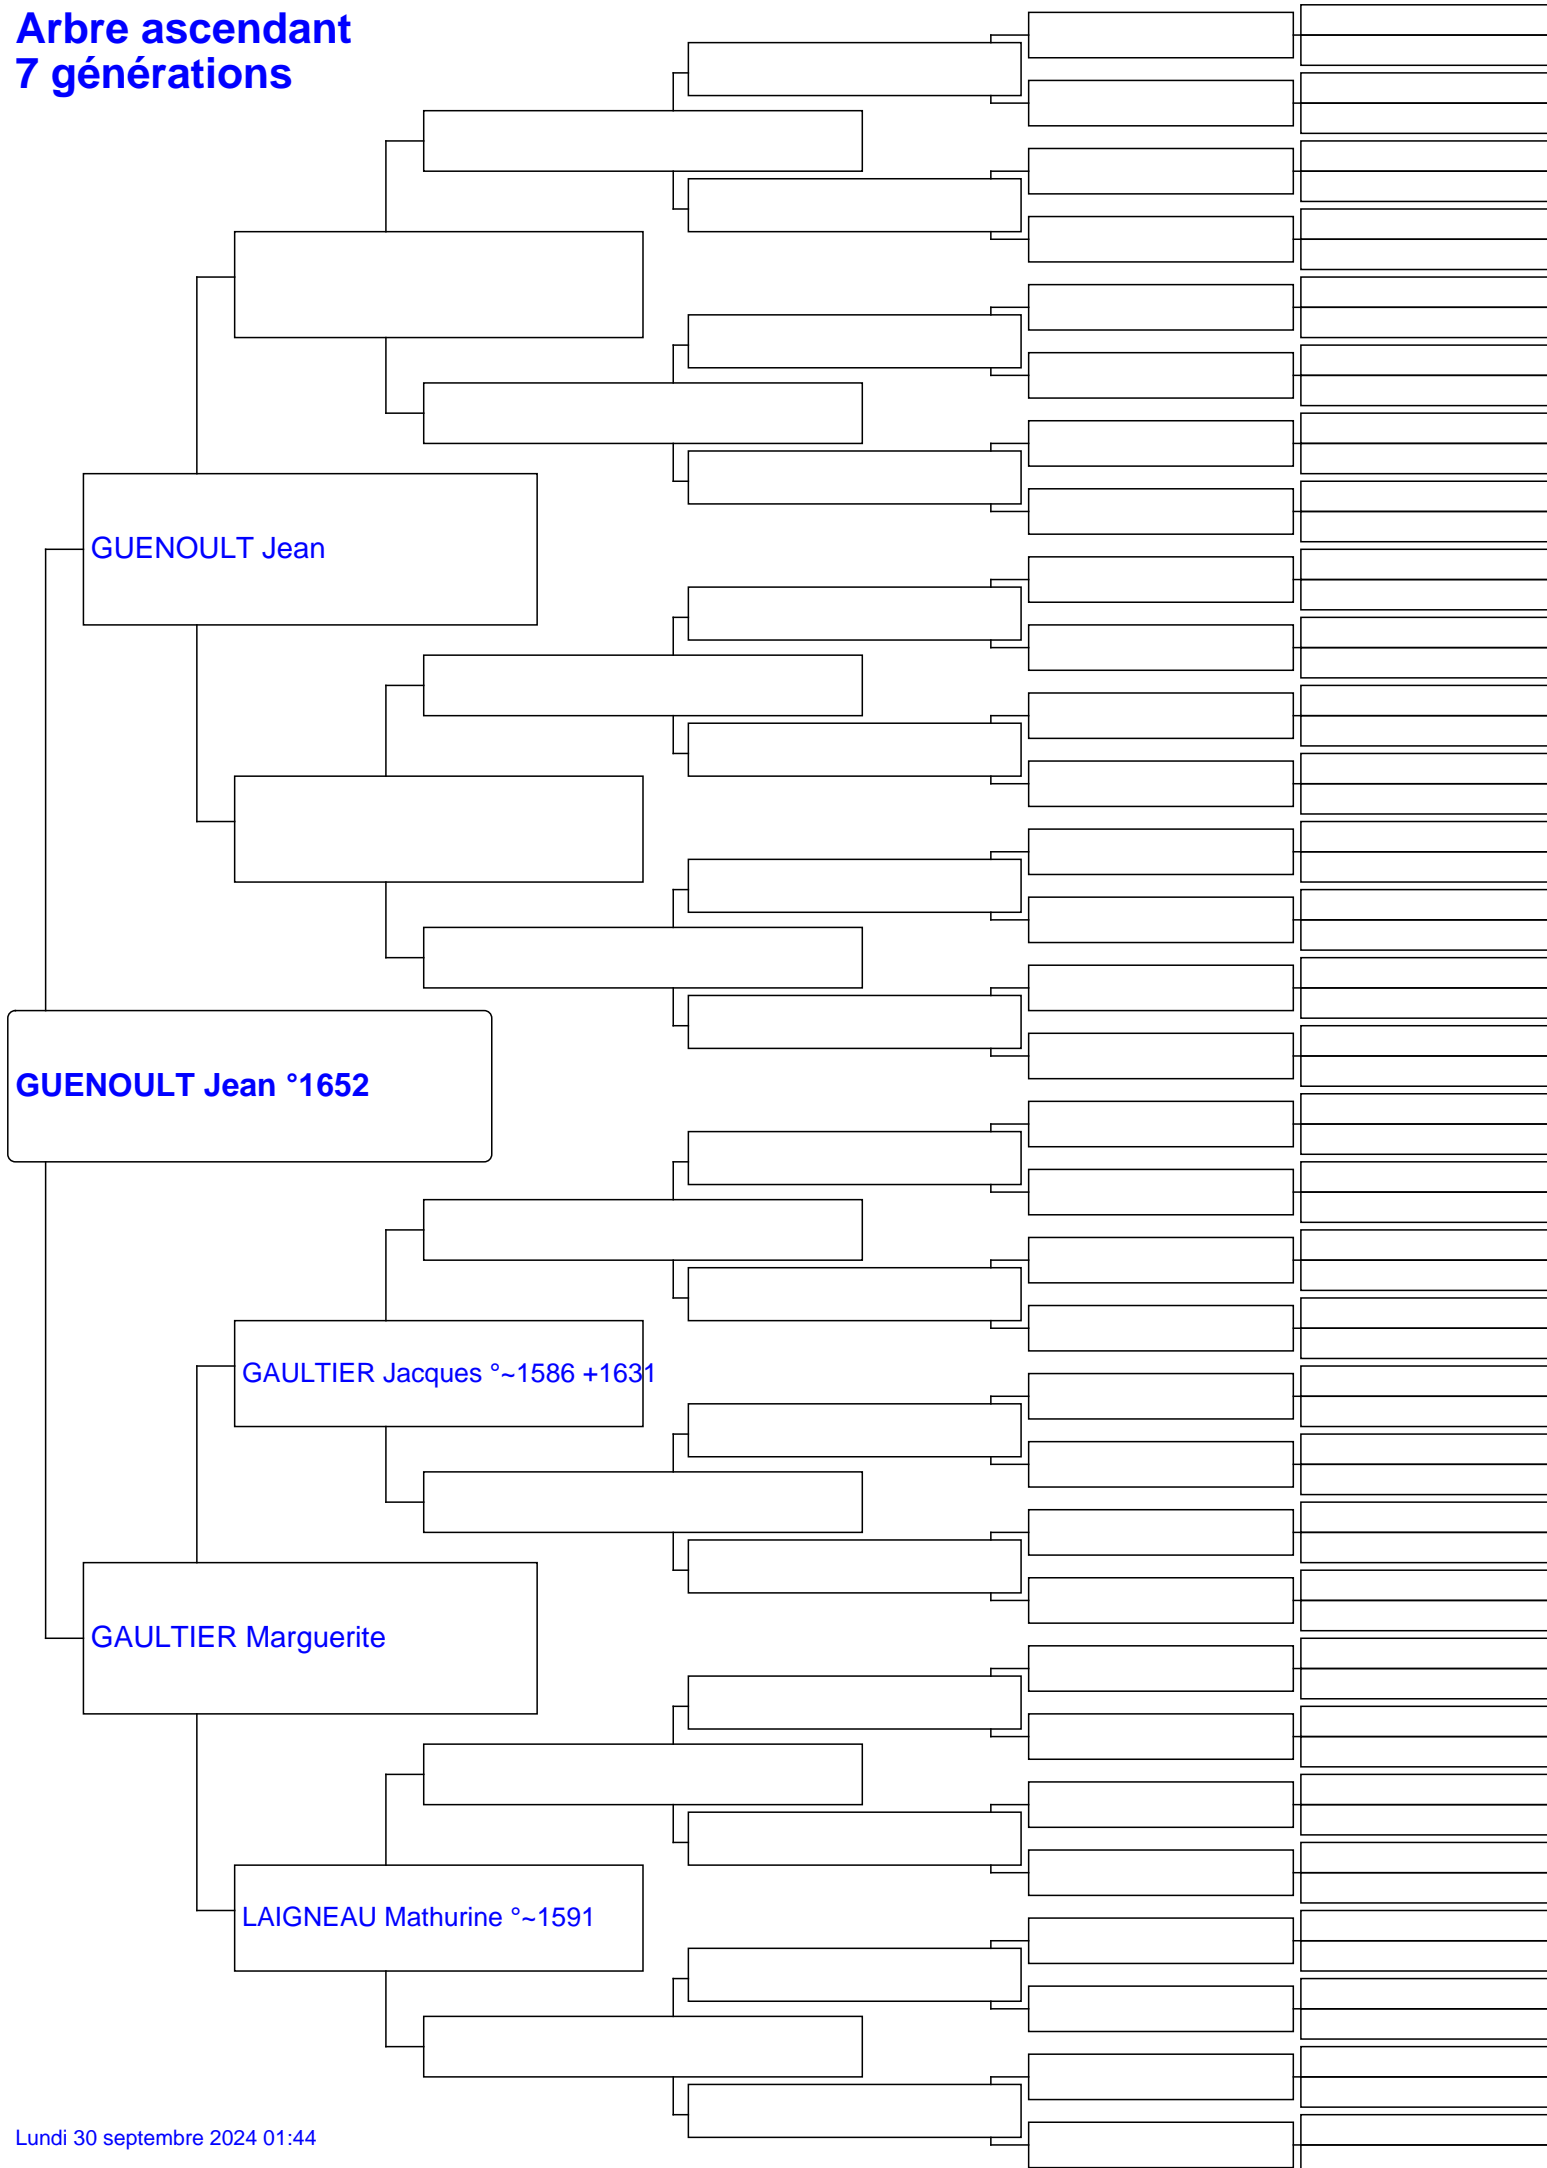 Arbre ascendant
7 générations
GUENOULT Jean
GUENOULT Jean °1652
GAULTIER Jacques °~1586 +1631
GAULTIER Marguerite
LAIGNEAU Mathurine °~1591
Lundi 30 septembre 2024 01:44